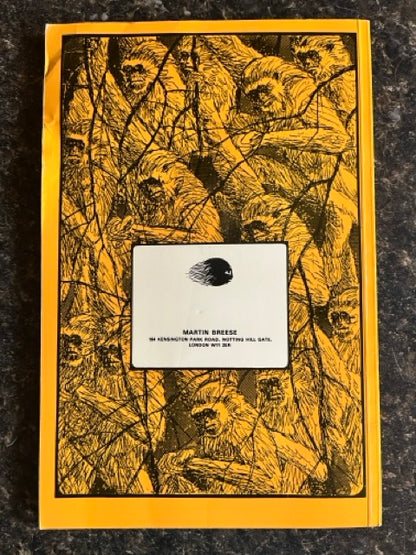 MARTIN BREESE
164 KENSINGTON PARK ROAD, NOTTING HILL GATE,
LONDON W11 2ER